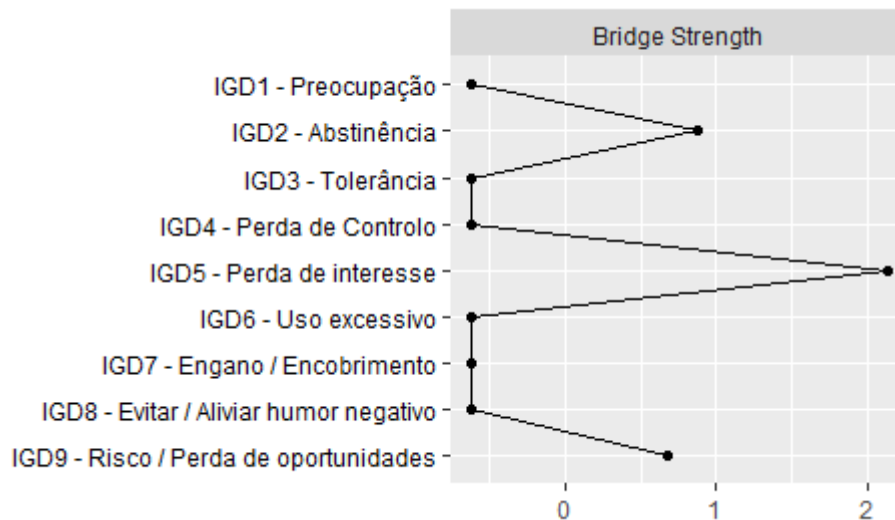 Bridge Strength
IGD1 - Preocupação
IGD2 - Abstinência
IGD3 - Tolerância
IGD4 - Perda de Controlo
IGD5 - Perda de interesse
IGD6 - Uso excessivo
IGD7 - Engano / Encobrimento
IGD8 - Evitar / Aliviar humor negativo
IGD9 - Risco / Perda de oportunidades
0 1 2